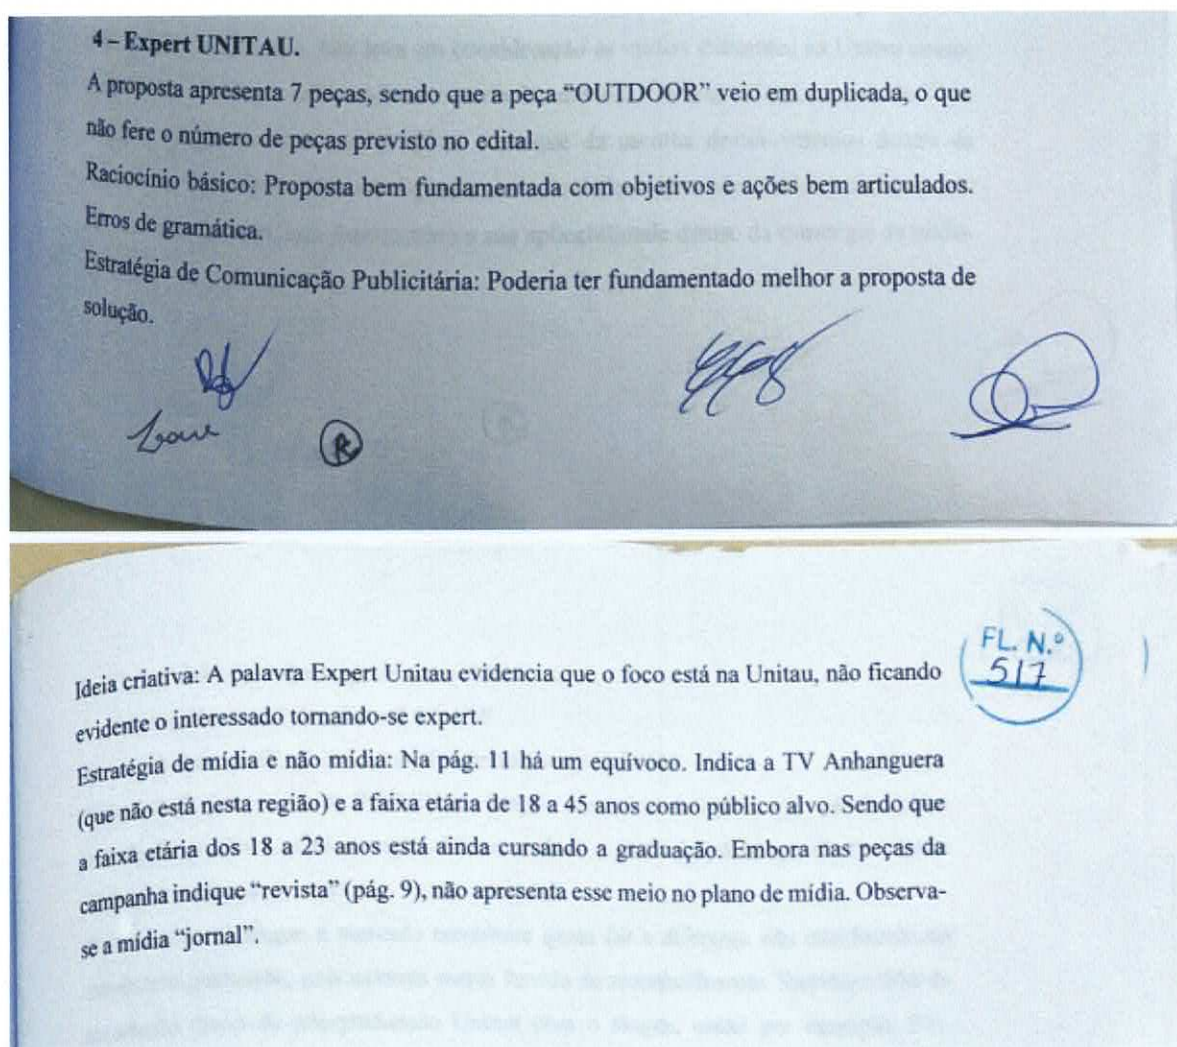 4 – Expert UNITAU.
A proposta apresenta 7 peças, sendo que a peça “OUTDOOR” veio em duplicada, o que
não fere o número de peças previsto no edital.
Raciocínio básico: Proposta bem fundamentada com objetivos e ações bem articulados.
Erros de gramática.
Estratégia de Comunicação Publicitária: Poderia ter fundamentado melhor a proposta de
solução.
R
FL. N.º
517
Ideia criativa: A palavra Expert Unitau evidencia que o foco está na Unitau, não ficando
evidente o interessado tornando-se expert.
Estratégia de mídia e não mídia: Na pág. 11 há um equívoco. Indica a TV Anhanguera
(que não está nesta região) e a faixa etária de 18 a 45 anos como público alvo. Sendo que
a faixa etária dos 18 a 23 anos está ainda cursando a graduação. Embora nas peças da
campanha indique “revista” (pág. 9), não apresenta esse meio no plano de mídia. Observa-
se a mídia “jornal”.